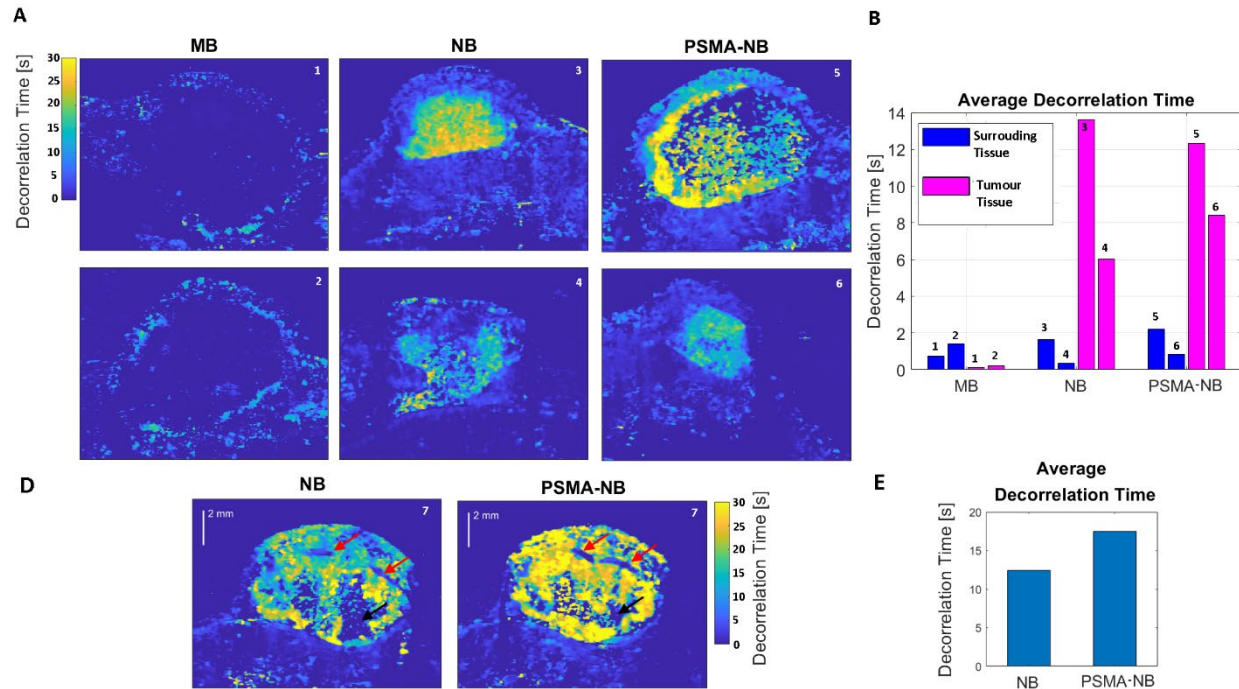 A
MB
NB
PSMA-NB
Decorrelation Time [s]
30
25
20
15
10
5
0
1
3
5
2
4
6
B
Average Decorrelation Time
Decorrelation Time [s]
14
12
10
8
6
4
2
0
Surrouding
Tissue
Tumour
Tissue
1
2
1
2
3
4
3
4
5
6
5
6
MB
NB
PSMA-NB
D
NB
PSMA-NB
2 mm
7
2 mm
7
30
25
20
15
10
5
0
Decorrelation Time [s]
E
Average
Decorrelation Time
Decorrelation Time [s]
20
15
10
5
0
NB
PSMA-NB